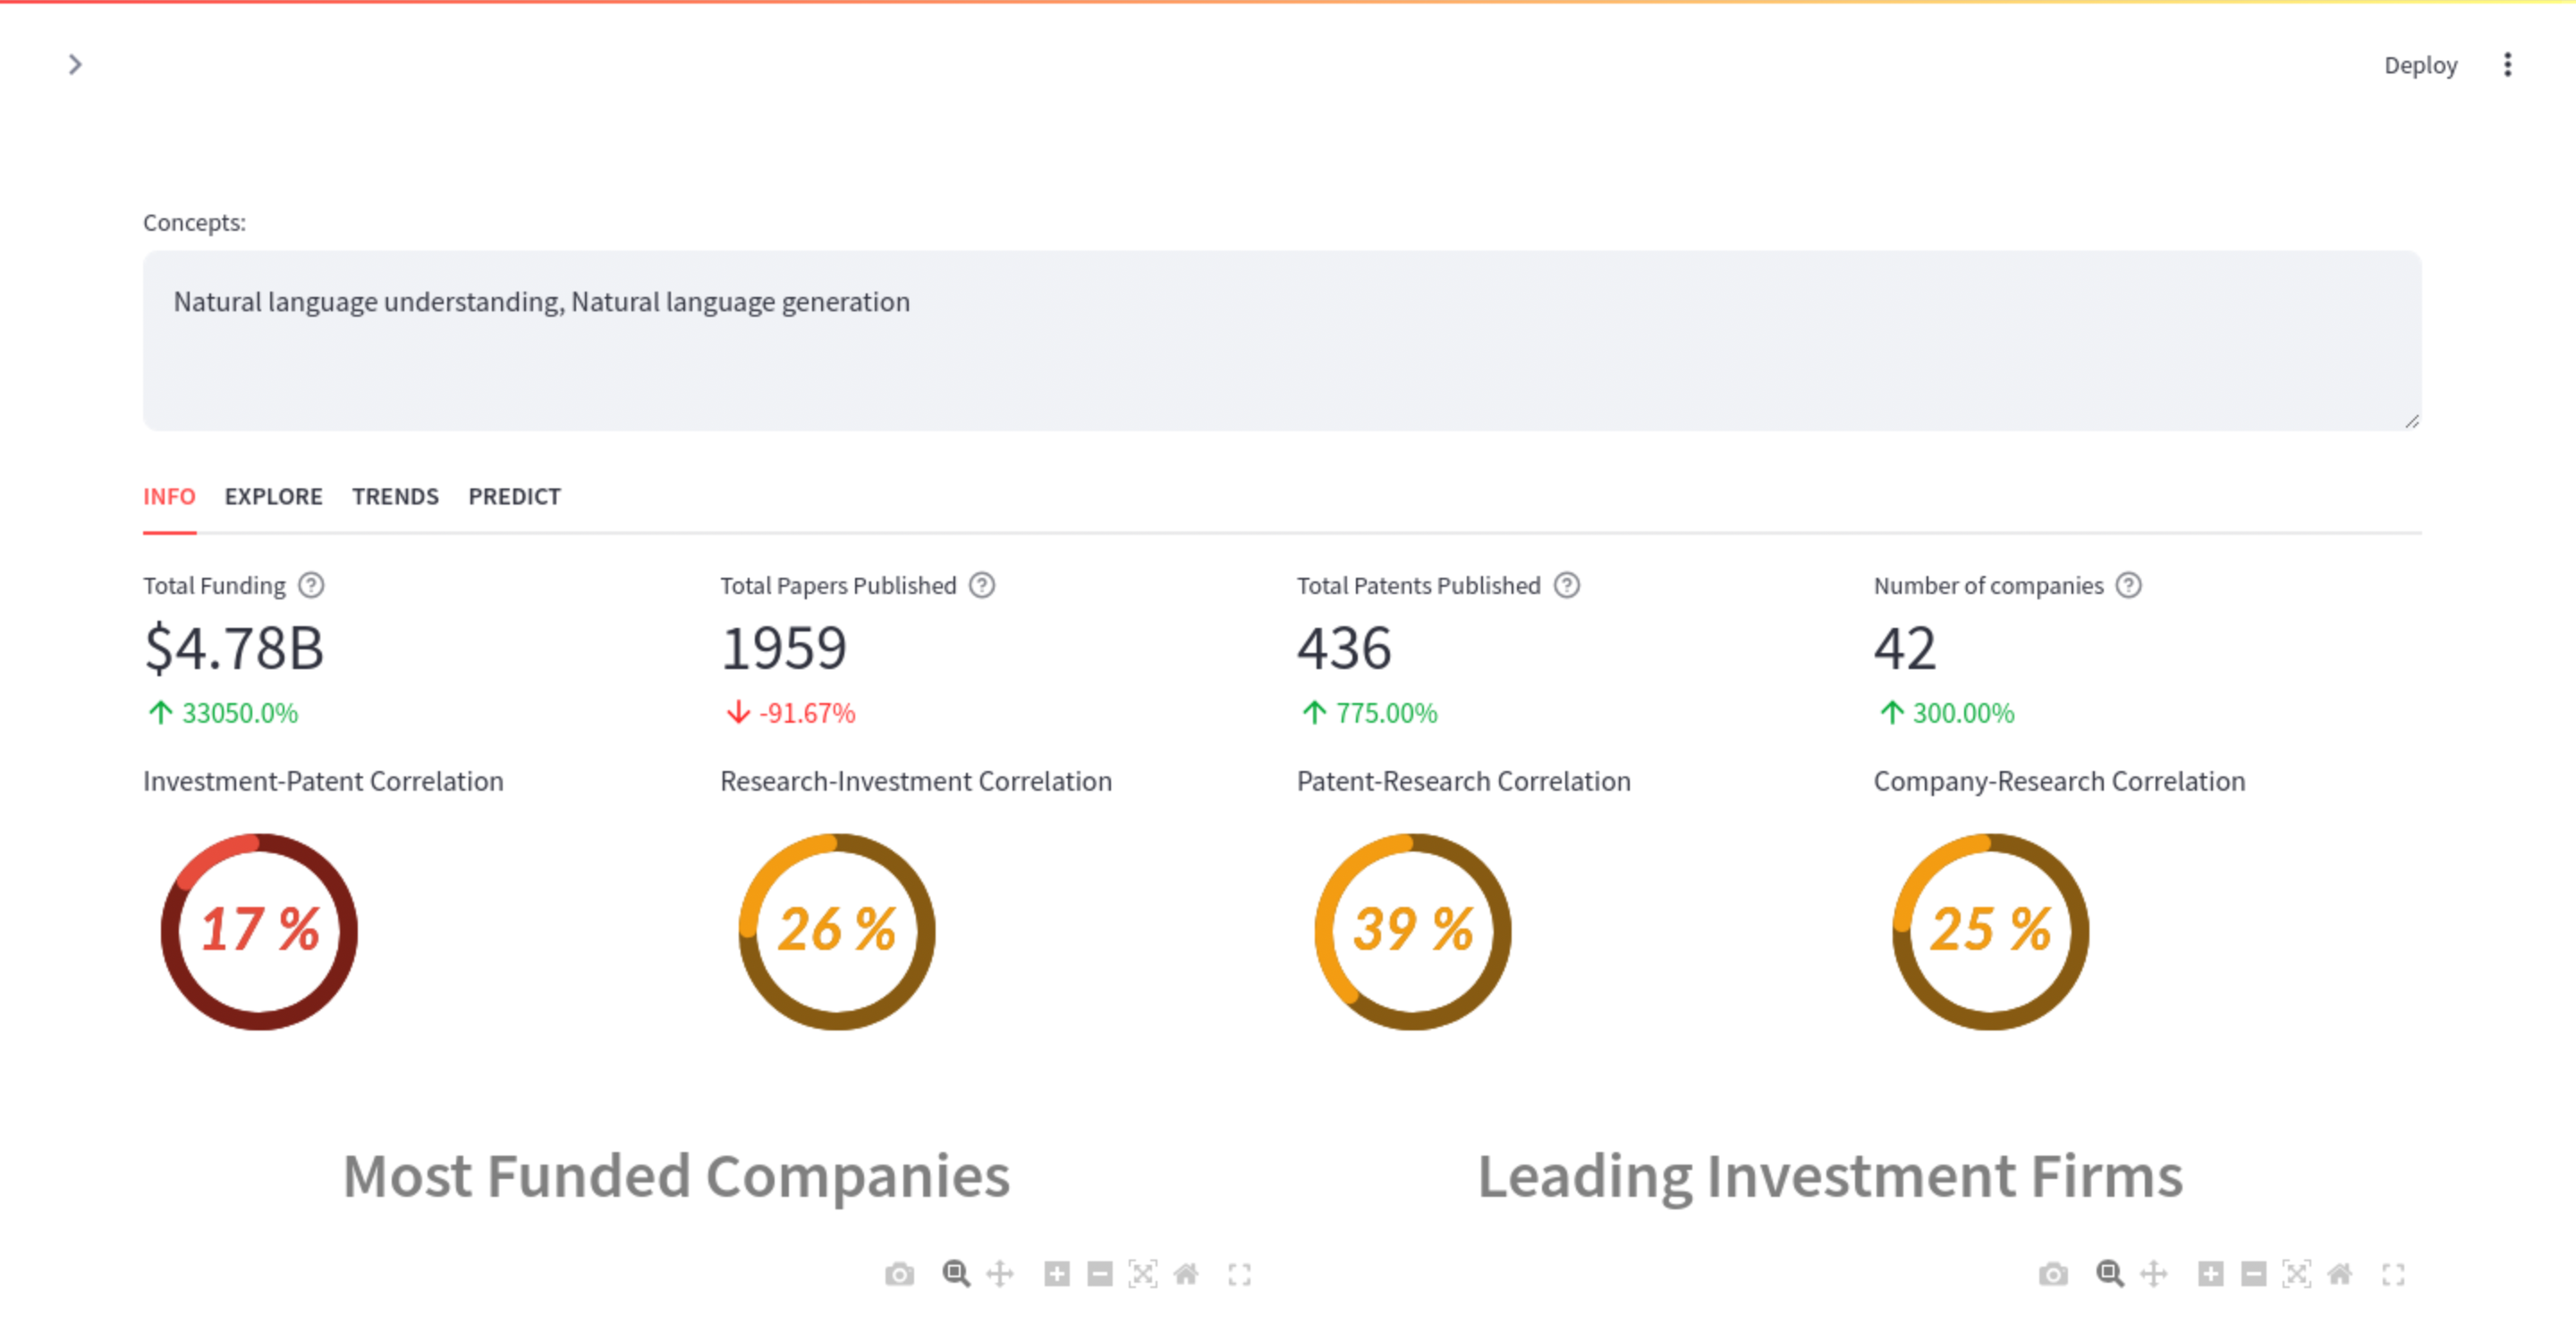 Deploy
Concepts:
Natural language understanding, Natural language generation
INFO EXPLORE TRENDS PREDICT
Total Funding ?
$4.78B
33050.0%
Total Papers Published ?
1959
-91.67%
Total Patents Published ?
436
775.00%
Number of companies ?
42
300.00%
Investment-Patent Correlation
17 %
Research-Investment Correlation
26 %
Patent-Research Correlation
39 %
Company-Research Correlation
25 %
Most Funded Companies
Leading Investment Firms